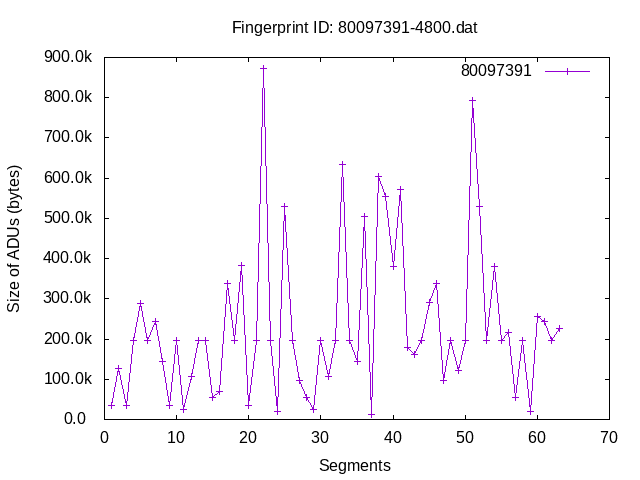 Fingerprint ID: 80097391-4800.dat
900.0k
80097391
800.0k
700.0k
600.0k
500.0k
400.0k
300.0k
200.0k
100.0k
0.0
Size of ADUs (bytes)
0 10 20 30 40 50 60 70
Segments